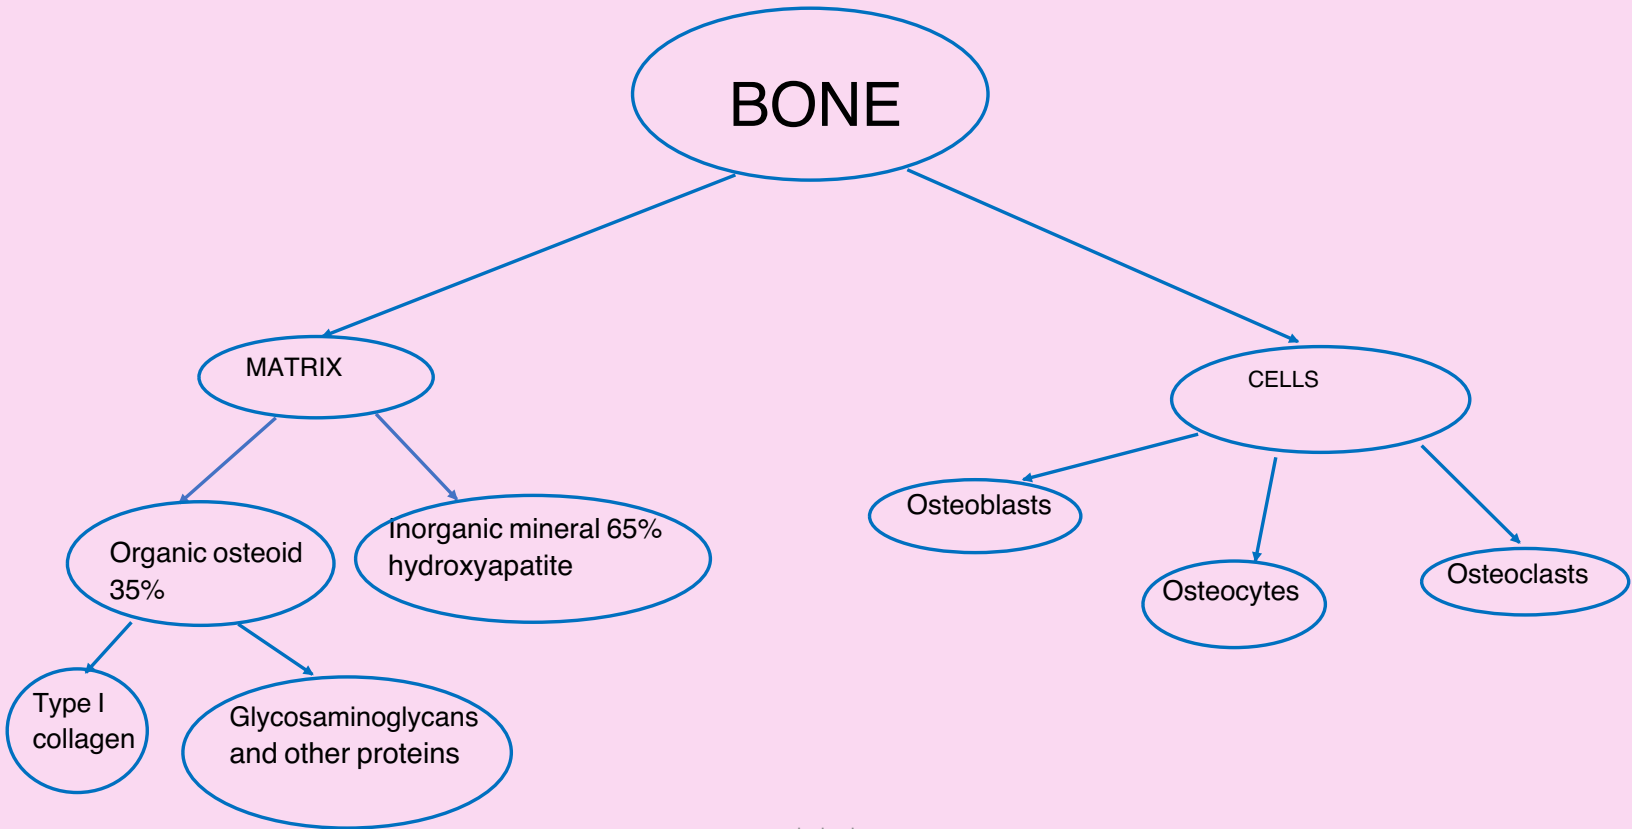 BONE
MATRIX
CELLS
Organic osteoid
35%
Inorganic mineral 65%
hydroxyapatite
Osteoblasts
Osteocytes
Osteoclasts
Type I
collagen
Glycosaminoglycans
and other proteins